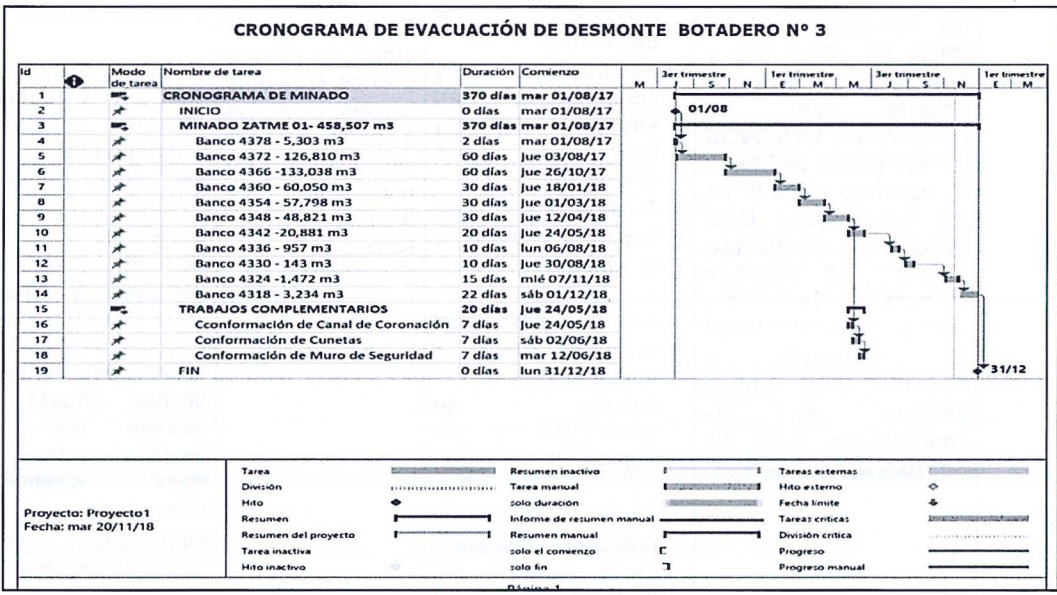 CRONOGRAMA DE EVACUACIÓN DE DESMONTE BOTADERO Nº 3
Id Modo de tarea Nombre de tarea Duración Comienzo 3er trimestre 1er trimestre 3er trimestre 1er trimestre
M J S N E M M J S N E M
1 CRONOGRAMA DE MINADO 370 días mar 01/08/17
2 INICIO 0 días mar 01/08/17 01/08
3 MINADO ZATME 01- 458,507 m3 370 días mar 01/08/17
4 Banco 4378 - 5,303 m3 2 días mar 01/08/17
5 Banco 4372 - 126,810 m3 60 días jue 03/08/17
6 Banco 4366 -133,038 m3 60 días jue 26/10/17
7 Banco 4360 - 60,050 m3 30 días jue 18/01/18
8 Banco 4354 - 57,798 m3 30 días jue 01/03/18
9 Banco 4348 - 48,821 m3 30 días jue 12/04/18
10 Banco 4342 -20,881 m3 20 días jue 24/05/18
11 Banco 4336 - 957 m3 10 días lun 06/08/18
12 Banco 4330 - 143 m3 10 días jue 30/08/18
13 Banco 4324 -1,472 m3 15 días mié 07/11/18
14 Banco 4318 - 3,234 m3 22 días sáb 01/12/18
15 TRABAJOS COMPLEMENTARIOS 20 días jue 24/05/18
16 Cconformación de Canal de Coronación 7 días jue 24/05/18
17 Conformación de Cunetas 7 días sáb 02/06/18
18 Conformación de Muro de Seguridad 7 días mar 12/06/18
19 FIN 0 días lun 31/12/18 31/12
Proyecto: Proyecto1
Fecha: mar 20/11/18
Tarea Resumen inactivo Tareas externas
División Tarea manual Hito externo
Hito solo duración Fecha límite
Resumen Informe de resumen manual Tareas críticas
Resumen del proyecto Resumen manual División crítica
Tarea inactiva solo el comienzo Progreso
Hito inactivo solo fin Progreso manual
Página 1